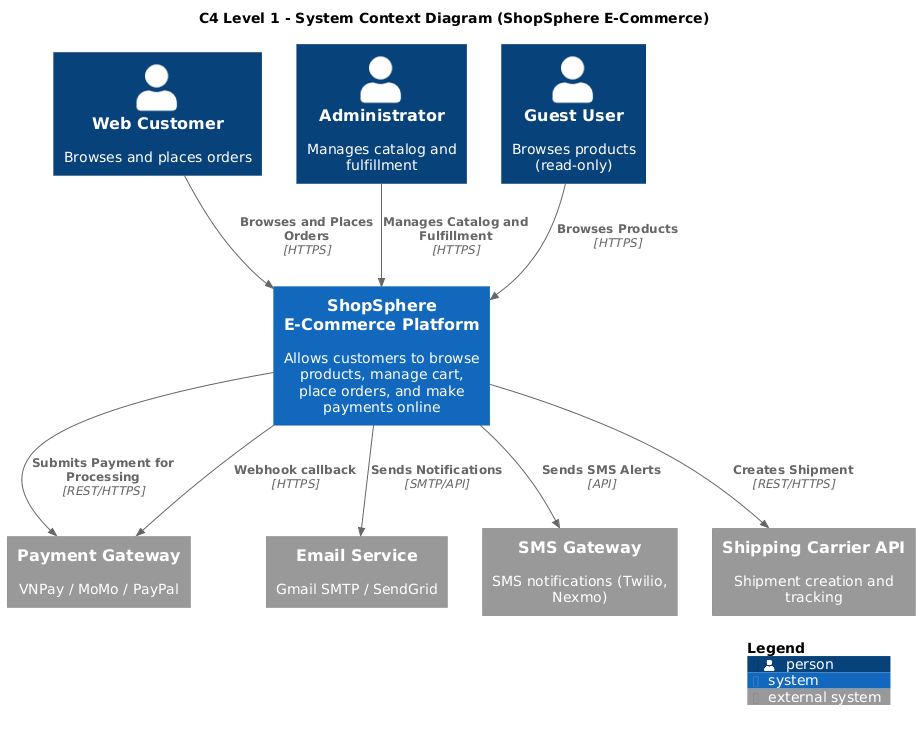 C4 Level 1 - System Context Diagram (ShopSphere E-Commerce)
Web Customer
Browses and places orders
Administrator
Manages catalog and
fulfillment
Guest User
Browses products
(read-only)
Browses and Places
Orders
[HTTPS]
Manages Catalog and
Fulfillment
[HTTPS]
Browses Products
[HTTPS]
ShopSphere
E-Commerce Platform
Allows customers to browse
products, manage cart,
place orders, and make
payments online
Submits Payment for
Processing
[REST/HTTPS]
Webhook callback
[HTTPS]
Sends Notifications
[SMTP/API]
Sends SMS Alerts
[API]
Creates Shipment
[REST/HTTPS]
Payment Gateway
VNPay / MoMo / PayPal
Email Service
Gmail SMTP / SendGrid
SMS Gateway
SMS notifications (Twilio,
Nexmo)
Shipping Carrier API
Shipment creation and
tracking
Legend
person
system
external system